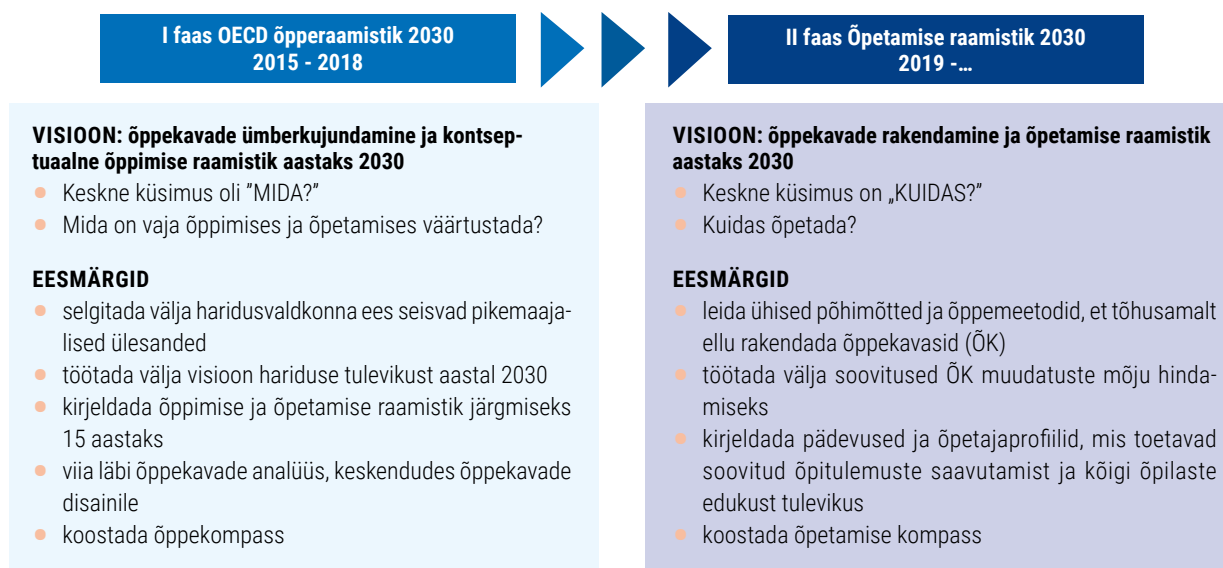 I faas OECD õpperaamistik 2030
2015 - 2018
II faas Õpetamise raamistik 2030
2019 -…
VISIOON: õppekavade ümberkujundamine ja kontsep-
tuaalne õppimise raamistik aastaks 2030
• Keskne küsimus oli ”MIDA?”
• Mida on vaja õppimises ja õpetamises väärtustada?
EESMÄRGID
• selgitada välja haridusvaldkonna ees seisvad pikemaaja-
lised ülesanded
• töötada välja visioon hariduse tulevikust aastal 2030
• kirjeldada õppimise ja õpetamise raamistik järgmiseks
15 aastaks
• viia läbi õppekavade analüüs, keskendudes õppekavade
disainile
• koostada õppekompass
VISIOON: õppekavade rakendamine ja õpetamise raamistik
aastaks 2030
• Keskne küsimus on „KUIDAS?”
• Kuidas õpetada?
EESMÄRGID
• leida ühised põhimõtted ja õppemeetodid, et tõhusamalt
ellu rakendada õppekavasid (ÕK)
• töötada välja soovitused ÕK muudatuste mõju hinda-
miseks
• kirjeldada pädevused ja õpetajaprofiilid, mis toetavad
soovitud õpitulemuste saavutamist ja kõigi õpilaste
edukust tulevikus
• koostada õpetamise kompass